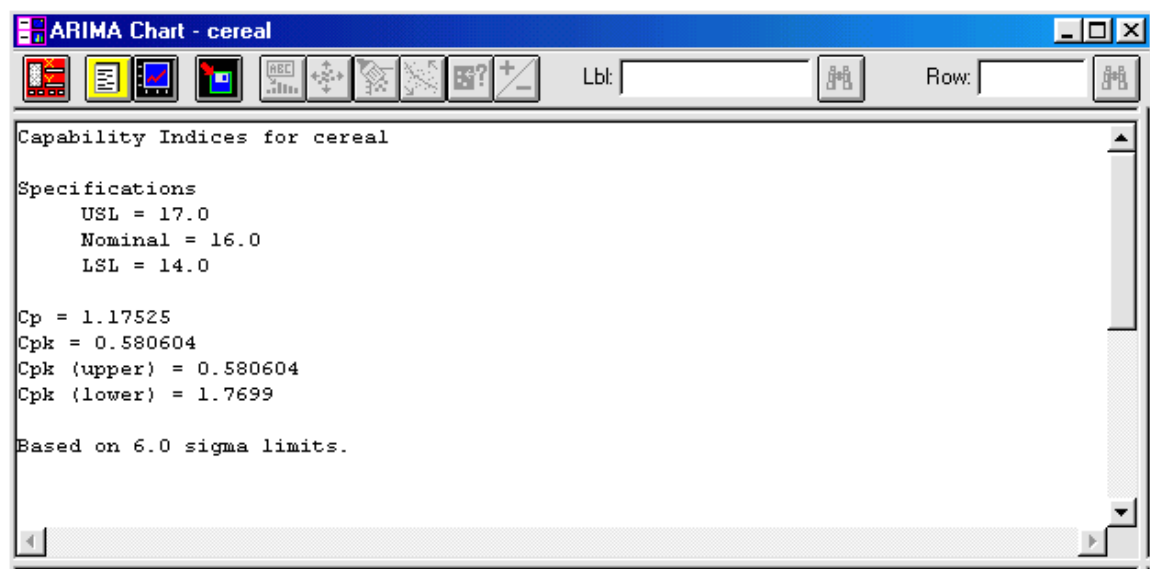 ARIMA Chart - cereal
ABC ? Lbl: Row:
Capability Indices for cereal
Specifications
USL = 17.0
Nominal = 16.0
LSL = 14.0
Cp = 1.17525
Cpk = 0.580604
Cpk (upper) = 0.580604
Cpk (lower) = 1.7699
Based on 6.0 sigma limits.